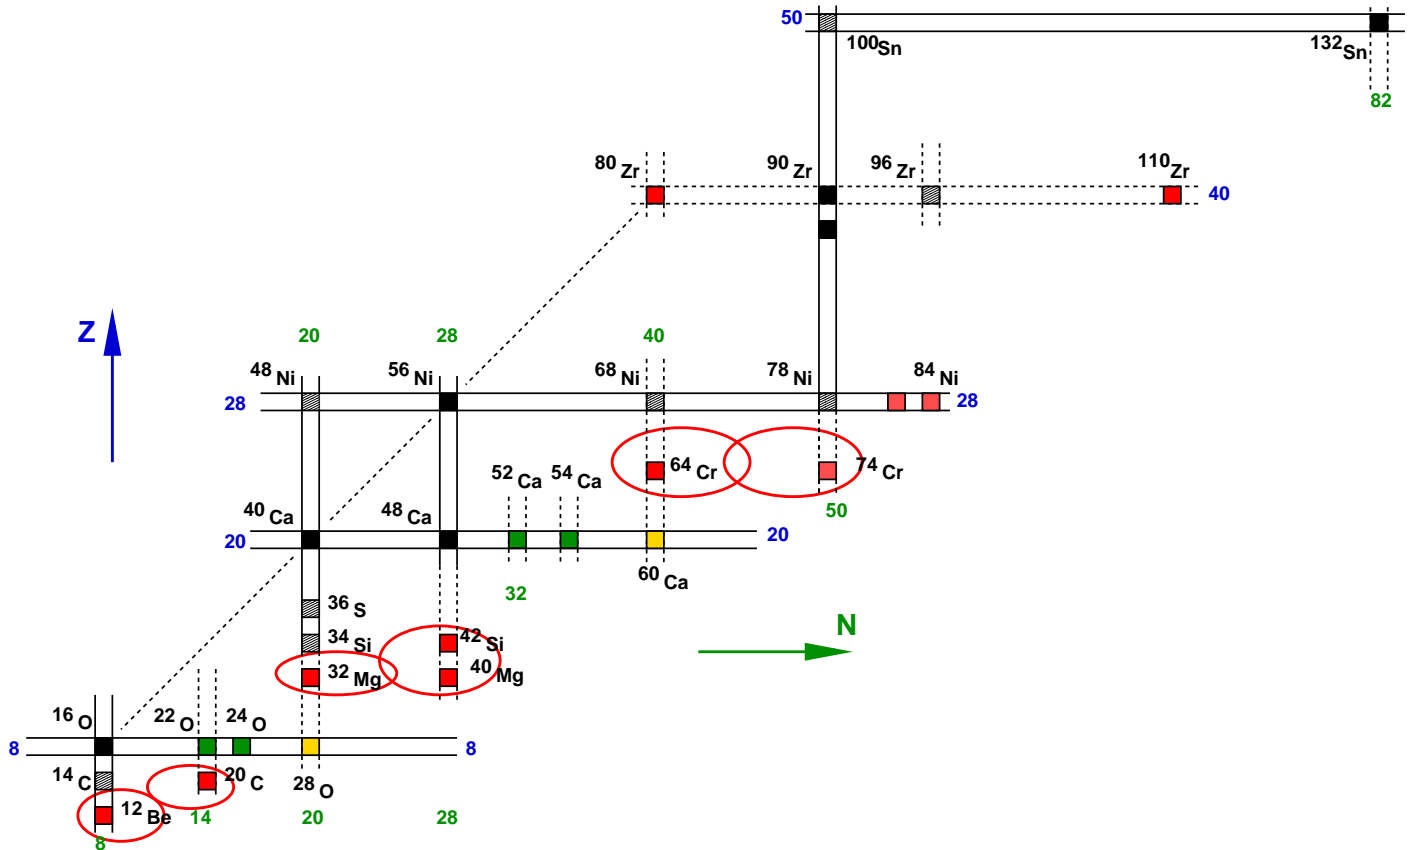 50
100Sn
132Sn
82
80Zr
90Zr
96Zr
110Zr
40
Z
20
28
40
48Ni
56Ni
68Ni
78Ni
84Ni
28
28
64Cr
74Cr
52Ca
54Ca
50
40Ca
48Ca
20
20
60Ca
32
36S
N
34Si
42Si
32Mg
40Mg
16O
22O
24O
8
8
14C
20C
28O
12Be
14
20
28
8